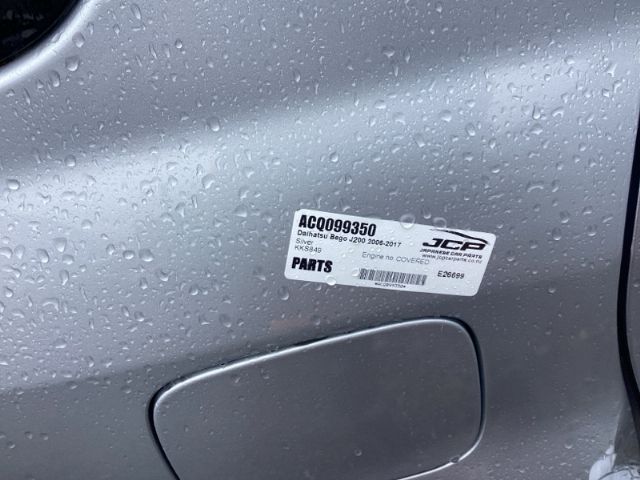 ACQ099350
Daihatsu Bego J200 2006-2017
Silver
KKS849
Engine no. COVERED
PARTS
JCP
JAPANESE CAR PARTS
www.jcpcarparts.co.nz
E26699